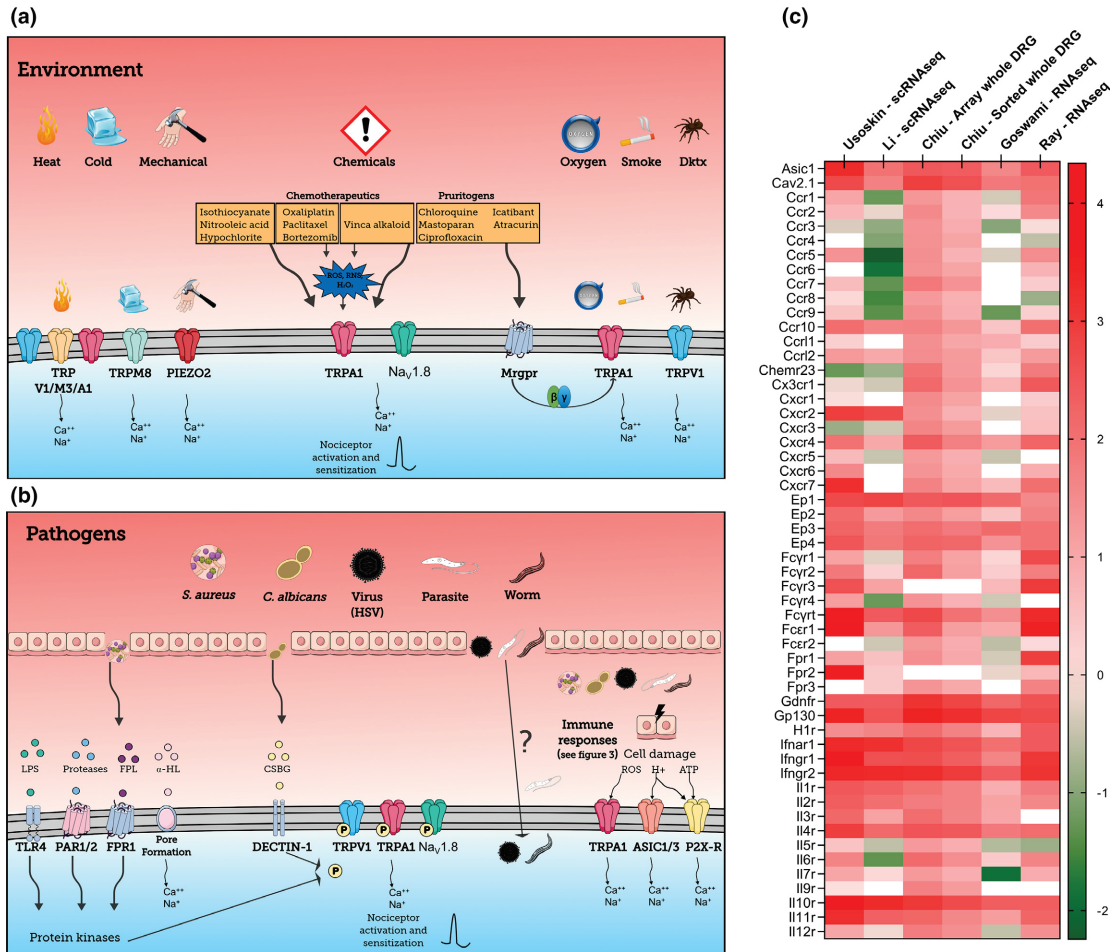 (a)
Environment
Heat
Cold
Mechanical
Chemicals
OXYGEN
Oxygen
Smoke
Dktx
Chemotherapeutics
Pruritogens
Isothiocyanate
Nitrooleic acid
Hypochlorite
Oxaliplatin
Paclitaxel
Bortezomib
Vinca alkaloid
Chloroquine
Mastoparan
Ciprofloxacin
Icatibant
Atracurin
ROS, RNS,
H₂O₂
OXYGEN
TRP
V1/M3/A1
TRPM8
PIEZO2
TRPA1
Naᵥ1.8
Mrgpr
TRPA1
TRPV1
β γ
Ca⁺⁺
Na⁺
Ca⁺⁺
Na⁺
Ca⁺⁺
Na⁺
Ca⁺⁺
Na⁺
Ca⁺⁺
Na⁺
Ca⁺⁺
Na⁺
Nociceptor
activation and
sensitization
(b)
Pathogens
S. aureus
C. albicans
Virus
(HSV)
Parasite
Worm
Immune
responses
(see figure 3)
?
Cell damage
ROS H+ ATP
LPS
Proteases
FPL
α-HL
CSBG
TLR4
PAR1/2
FPR1
Pore
Formation
DECTIN-1
P
P
P
TRPV1
TRPA1
Naᵥ1.8
P
TRPA1
ASIC1/3
P2X-R
Ca⁺⁺
Na⁺
Ca⁺⁺
Na⁺
Ca⁺⁺
Na⁺
Ca⁺⁺
Na⁺
Ca⁺⁺
Na⁺
Protein kinases
Nociceptor
activation and
sensitization
(c)
Usoskin - scRNAseq
Li - scRNAseq
Chiu - Array whole DRG
Chiu - Sorted whole DRG
Goswami - RNAseq
Ray - RNAseq
Asic1
Cav2.1
Ccr1
Ccr2
Ccr3
Ccr4
Ccr5
Ccr6
Ccr7
Ccr8
Ccr9
Ccr10
Ccrl1
Ccrl2
Chemr23
Cx3cr1
Cxcr1
Cxcr2
Cxcr3
Cxcr4
Cxcr5
Cxcr6
Cxcr7
Ep1
Ep2
Ep3
Ep4
Fcγr1
Fcγr2
Fcγr3
Fcγr4
Fcγrt
Fcεr1
Fcεr2
Fpr1
Fpr2
Fpr3
Gdnfr
Gp130
H1r
Ifnar1
Ifngr1
Ifngr2
Il1r
Il2r
Il3r
Il4r
Il5r
Il6r
Il7r
Il9r
Il10r
Il11r
Il12r
4
3
2
1
0
-1
-2